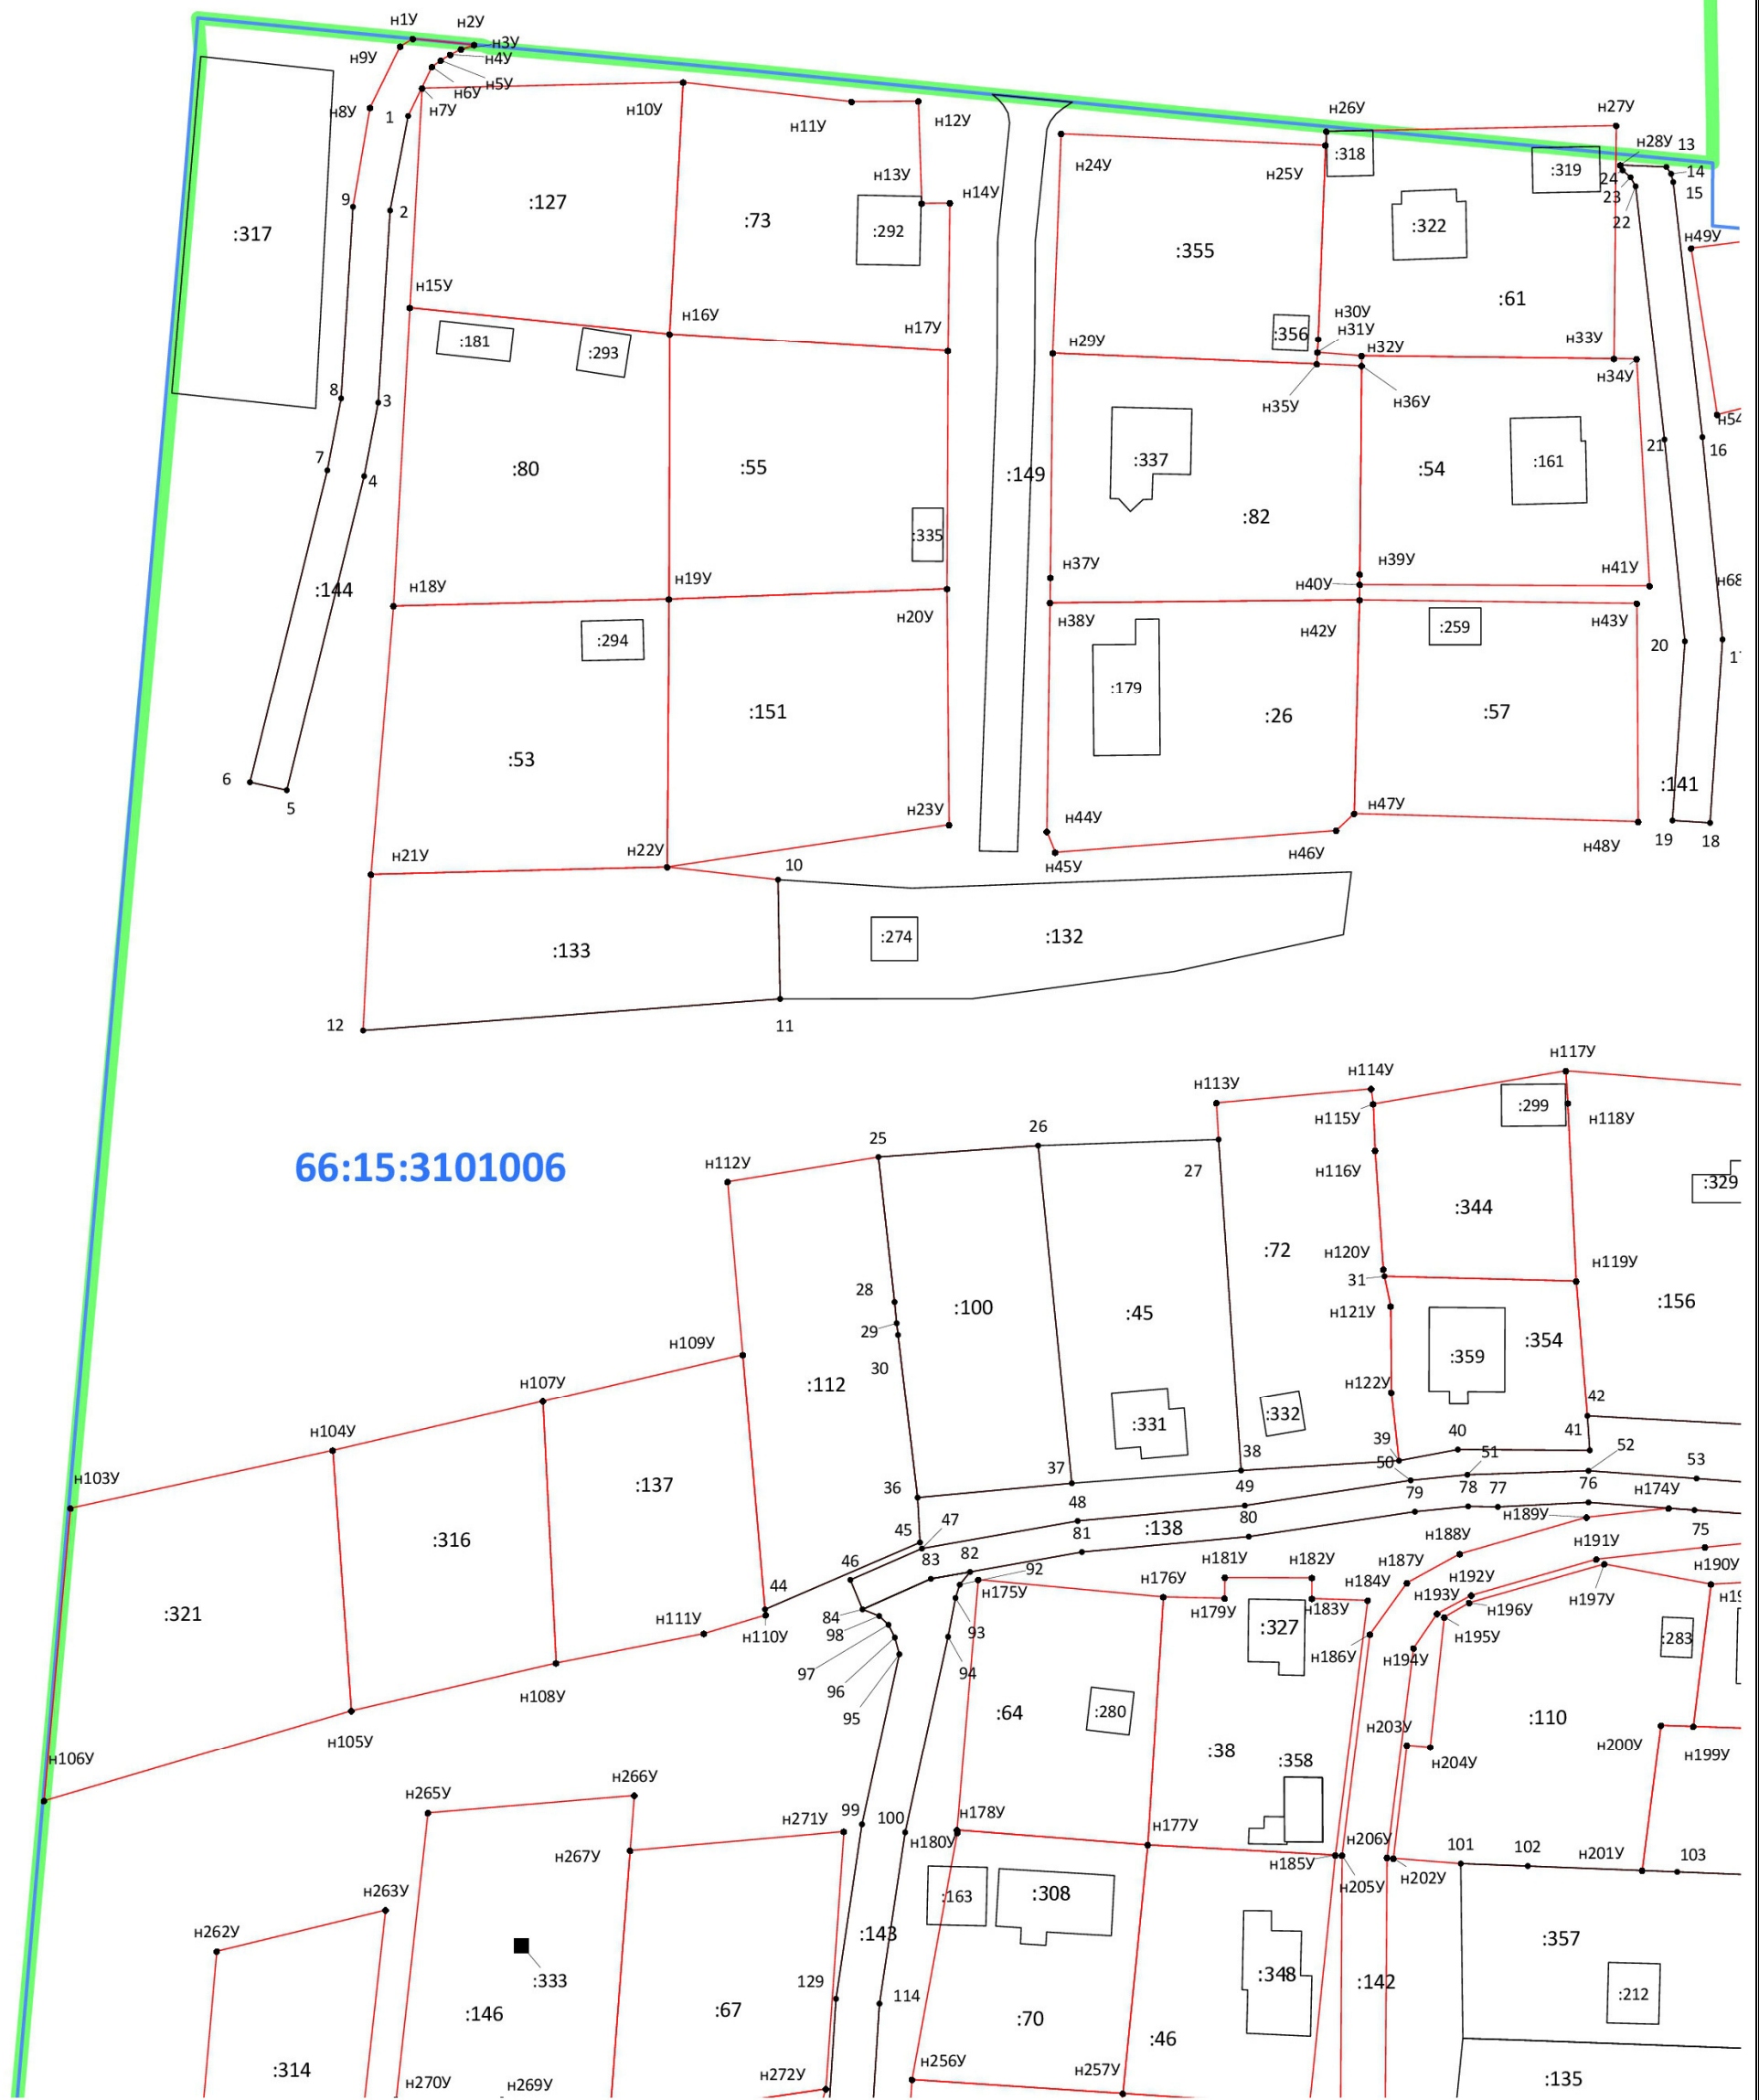 н1У
н2У
н3У
н4У
н9У
н5У
н6У
н8У
1
н7У
н10У
н11У
н12У
н26У
н27У
н24У
:318
н28У
13
н25У
:319
14
24
15
23
22
н13У
н14У
9
2
:127
:73
:292
:317
:355
:322
н49У
:61
н15У
н16У
н17У
н30У
н31У
:181
:293
:356
н29У
н32У
н33У
н34У
8
3
н35У
н36У
7
4
:80
:55
:149
:337
:54
:161
21
16
:335
:82
:144
н18У
н19У
н20У
н37У
н38У
н39У
н40У
н41У
н42У
н43У
:294
:259
20
:179
:151
:26
:57
:53
6
5
:141
н23У
н44У
н47У
н21У
н22У
10
н45У
н46У
н48У
19
18
:133
:274
:132
12
11
н117У
н114У
н113У
н115У
:299
н118У
25
26
27
н112У
66:15:3101006
н116У
:329
:344
:72
н120У
31
н119У
28
:100
:45
н121У
:156
29
:354
н109У
30
:359
:112
н122У
н107У
:331
:332
42
н104У
39
40
41
н103У
37
38
50
51
52
53
:137
36
49
79
78
77
76
н174У
48
н189У
45
47
81
:138
80
:316
н188У
75
46
83
82
92
н181У
н182У
н187У
н191У
н190У
44
н175У
н176У
н184У
н192У
:321
84
н179У
н183У
н193У
н197У
н111У
н110У
98
93
:327
н196У
н195У
:283
97
94
н186У
н194У
96
н108У
95
:64
:280
:110
н105У
н203У
н106У
:38
:358
н204У
н200У
н199У
н266У
н265У
99
100
н178У
н271У
н180У
н177У
н206У
101
102
н201У
103
н267У
н185У
н205У
н202У
н263У
:163
:308
н262У
:143
:357
:333
:348
:142
129
114
:212
:146
:67
:70
:46
н256У
н257У
:314
н272У
н270У
н269У
:135